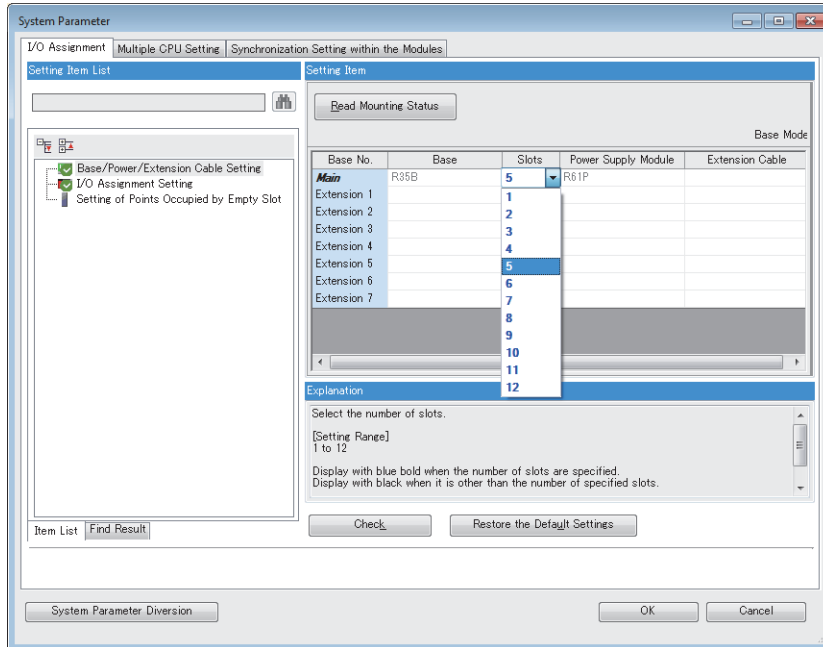 System Parameter
I/O Assignment Multiple CPU Setting Synchronization Setting within the Modules
Setting Item List
Setting Item
Read Mounting Status
Base Mode
Base/Power/Extension Cable Setting
I/O Assignment Setting
Setting of Points Occupied by Empty Slot
Base No. Base Slots Power Supply Module Extension Cable
Main R35B 5 R61P
Extension 1
Extension 2
Extension 3
Extension 4
Extension 5
Extension 6
Extension 7
1
2
3
4
5
6
7
8
9
10
11
12
Explanation
Select the number of slots.
[Setting Range]
1 to 12
Display with blue bold when the number of slots are specified.
Display with black when it is other than the number of specified slots.
Item List Find Result
Check Restore the Default Settings
System Parameter Diversion
OK Cancel